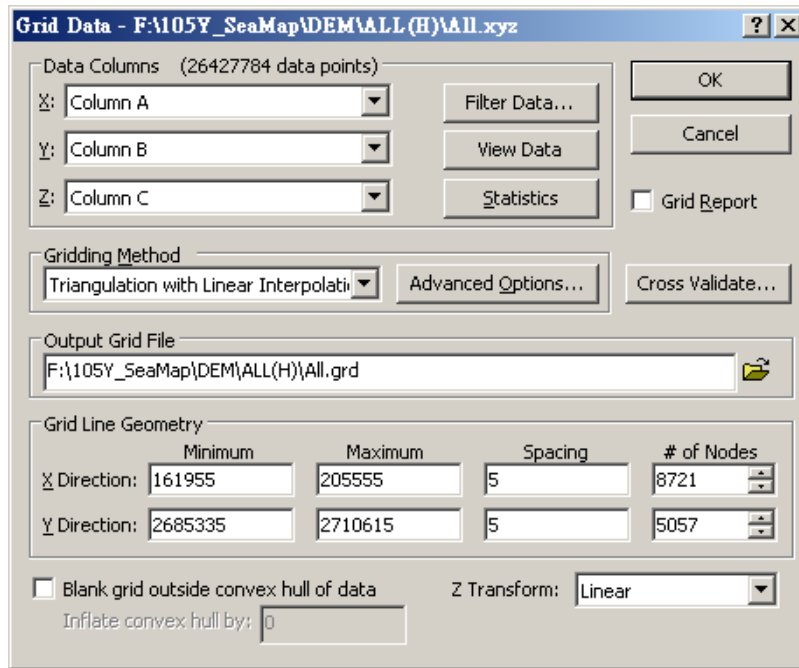 Grid Data - F:\105Y_SeaMap\DEM\ALL(H)\All.xyz
Data Columns (26427784 data points)
X: Column A
Filter Data...
Y: Column B
View Data
Z: Column C
Statistics
OK
Cancel
Grid Report
Gridding Method
Triangulation with Linear Interpolati
Advanced Options...
Cross Validate...
Output Grid File
F:\105Y_SeaMap\DEM\ALL(H)\All.grd
Grid Line Geometry
Minimum Maximum Spacing # of Nodes
X Direction: 161955 205555 5 8721
Y Direction: 2685335 2710615 5 5057
Blank grid outside convex hull of data
Z Transform: Linear
Inflate convex hull by: 0